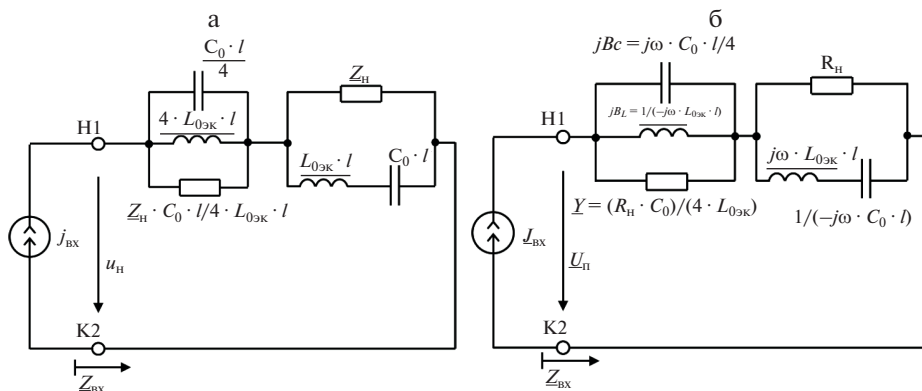 а
C₀ · l
4
Z̲н
H1
4 · L₀эк · l
L₀эк · l
C₀ · l
Z̲н · C₀ · l/4 · L₀эк · l
jвх
uн
K2
Z̲вх
б
jBc = jω · C₀ · l/4
Rн
H1
jBL = 1/(-jω · L₀эк · l)
jω · L₀эк · l
Y̲ = (Rн · C₀)/(4 · L₀эк)
1/(-jω · C₀ · l)
J̲вх
U̲п
K2
Z̲вх